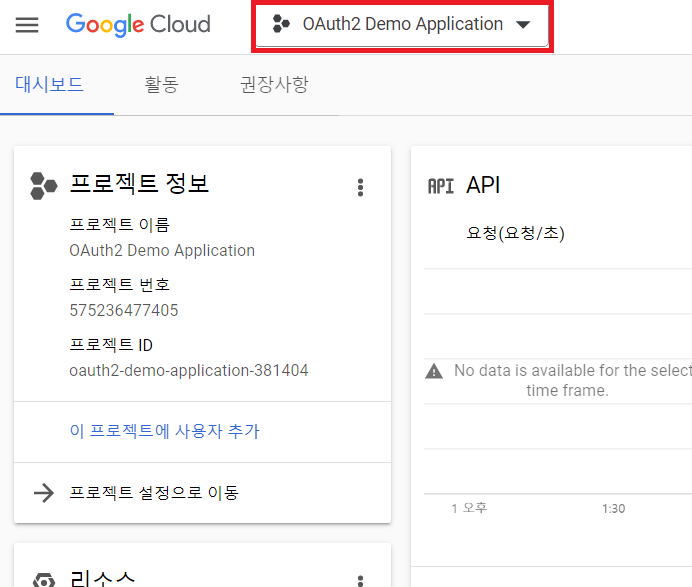 Google Cloud
OAuth2 Demo Application
대시보드
활동
권장사항
프로젝트 정보
프로젝트 이름
OAuth2 Demo Application
프로젝트 번호
575236477405
프로젝트 ID
oauth2-demo-application-381404
이 프로젝트에 사용자 추가
프로젝트 설정으로 이동
리소스
API API
요청(요청/초)
No data is available for the select
time frame.
1 오후
1:30